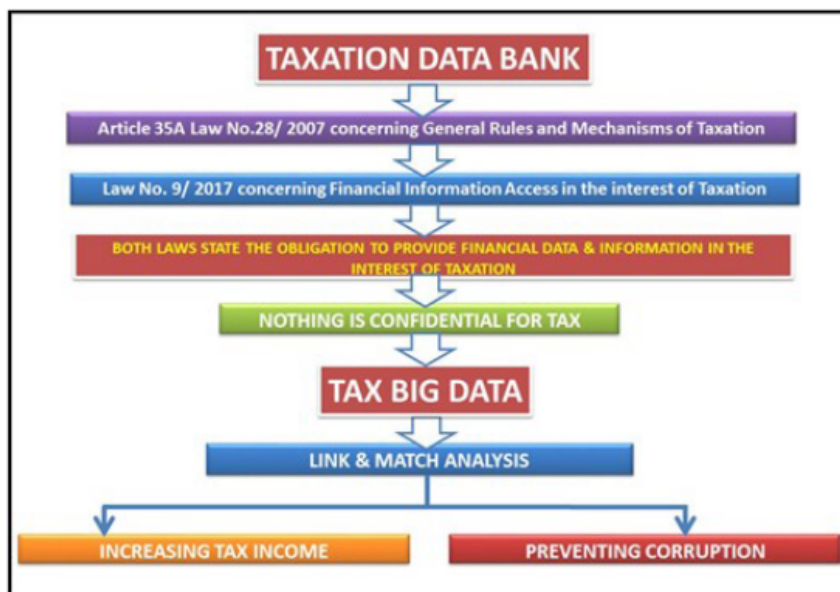 TAXATION DATA BANK
Article 35A Law No.28/ 2007 concerning General Rules and Mechanisms of Taxation
Law No. 9/ 2017 concerning Financial Information Access in the interest of Taxation
BOTH LAWS STATE THE OBLIGATION TO PROVIDE FINANCIAL DATA & INFORMATION IN THE
INTEREST OF TAXATION
NOTHING IS CONFIDENTIAL FOR TAX
TAX BIG DATA
LINK & MATCH ANALYSIS
INCREASING TAX INCOME
PREVENTING CORRUPTION